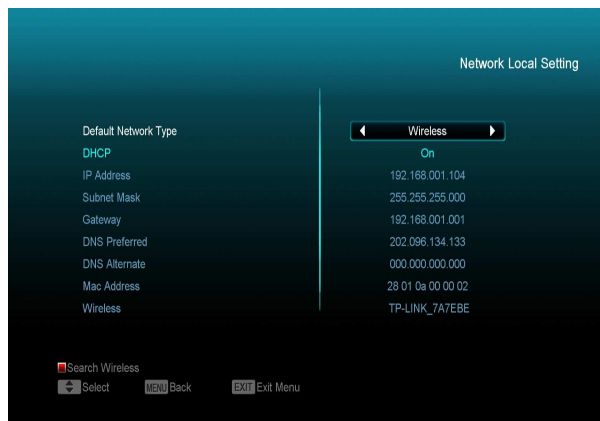 Network Local Setting
Default Network Type Wireless
DHCP On
IP Address 192.168.001.104
Subnet Mask 255.255.255.000
Gateway 192.168.001.001
DNS Preferred 202.096.134.133
DNS Alternate 000.000.000.000
Mac Address 28 01 0a 00 00 02
Wireless TP-LINK_7A7EBE
Search Wireless
Select MENU Back EXIT Exit Menu